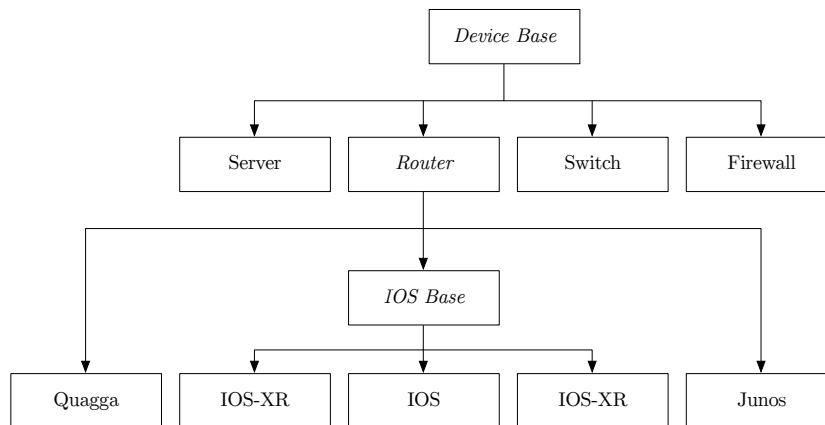 Device Base
Server
Router
Switch
Firewall
IOS Base
Quagga
IOS-XR
IOS
IOS-XR
Junos